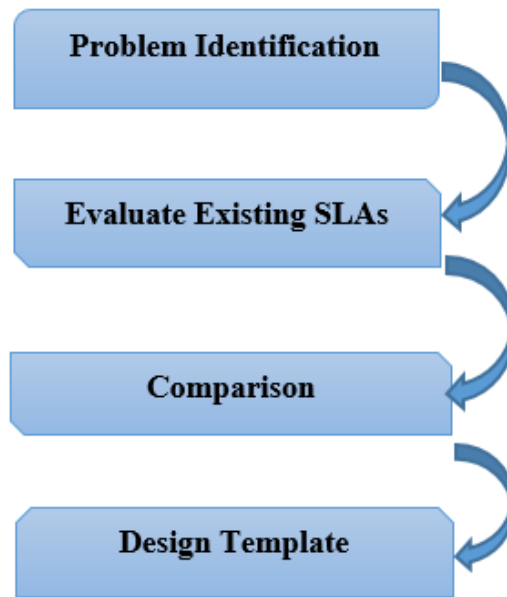 Problem Identification
Evaluate Existing SLAs
Comparison
Design Template